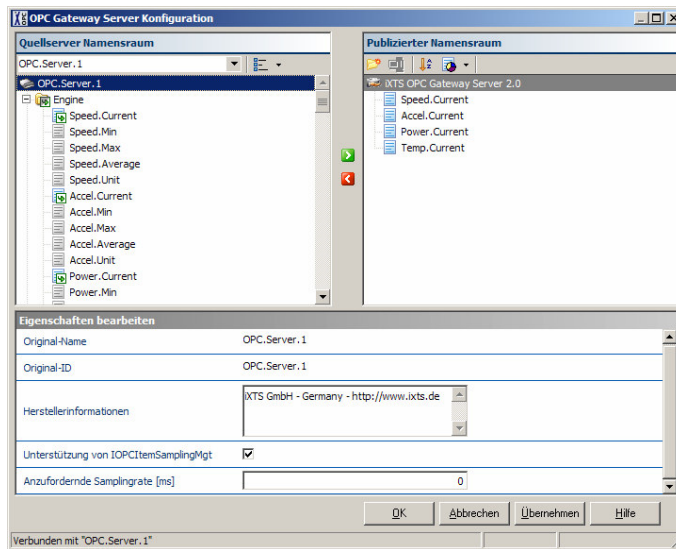 OPC Gateway Server Konfiguration
Quellserver Namensraum
OPC.Server.1
OPC.Server.1
Engine
Speed.Current
Speed.Min
Speed.Max
Speed.Average
Speed.Unit
Accel.Current
Accel.Min
Accel.Max
Accel.Average
Accel.Unit
Power.Current
Power.Min
Publizierter Namensraum
iXTS OPC Gateway Server 2.0
Speed.Current
Accel.Current
Power.Current
Temp.Current
Eigenschaften bearbeiten
Original-Name OPC.Server.1
Original-ID OPC.Server.1
Herstellerinformationen iXTS GmbH - Germany - http://www.ixts.de
Unterstützung von IOPCItemSamplingMgt
Anzufordernde Samplingrate [ms] 0
OK Abbrechen Übernehmen Hilfe
Verbunden mit "OPC.Server.1"